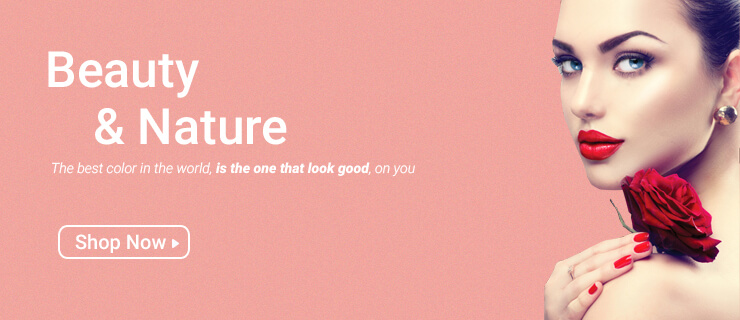 Beauty
& Nature
The best color in the world, is the one that look good, on you
Shop Now